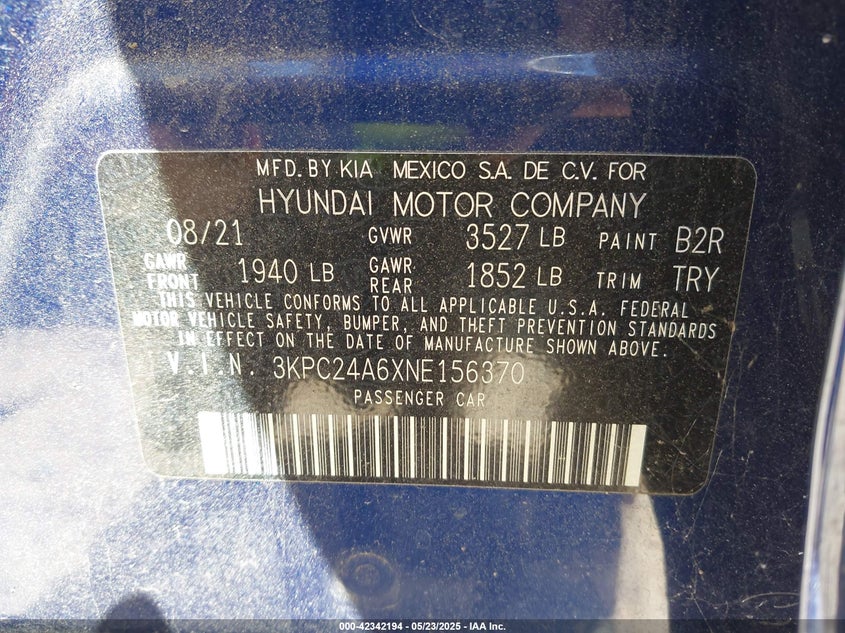 MFD. BY KIA MEXICO S.A. DE C.V. FOR
HYUNDAI MOTOR COMPANY
08/21 GVWR 3527 LB PAINT B2R
GAWR FRONT 1940 LB GAWR REAR 1852 LB TRIM TRY
THIS VEHICLE CONFORMS TO ALL APPLICABLE U.S.A. FEDERAL
MOTOR VEHICLE SAFETY, BUMPER, AND THEFT PREVENTION STANDARDS
IN EFFECT ON THE DATE OF MANUFACTURE SHOWN ABOVE.
V.I.N. 3KPC24A6XNE156370
PASSENGER CAR
000-42342194 - 05/23/2025 - IAA Inc.